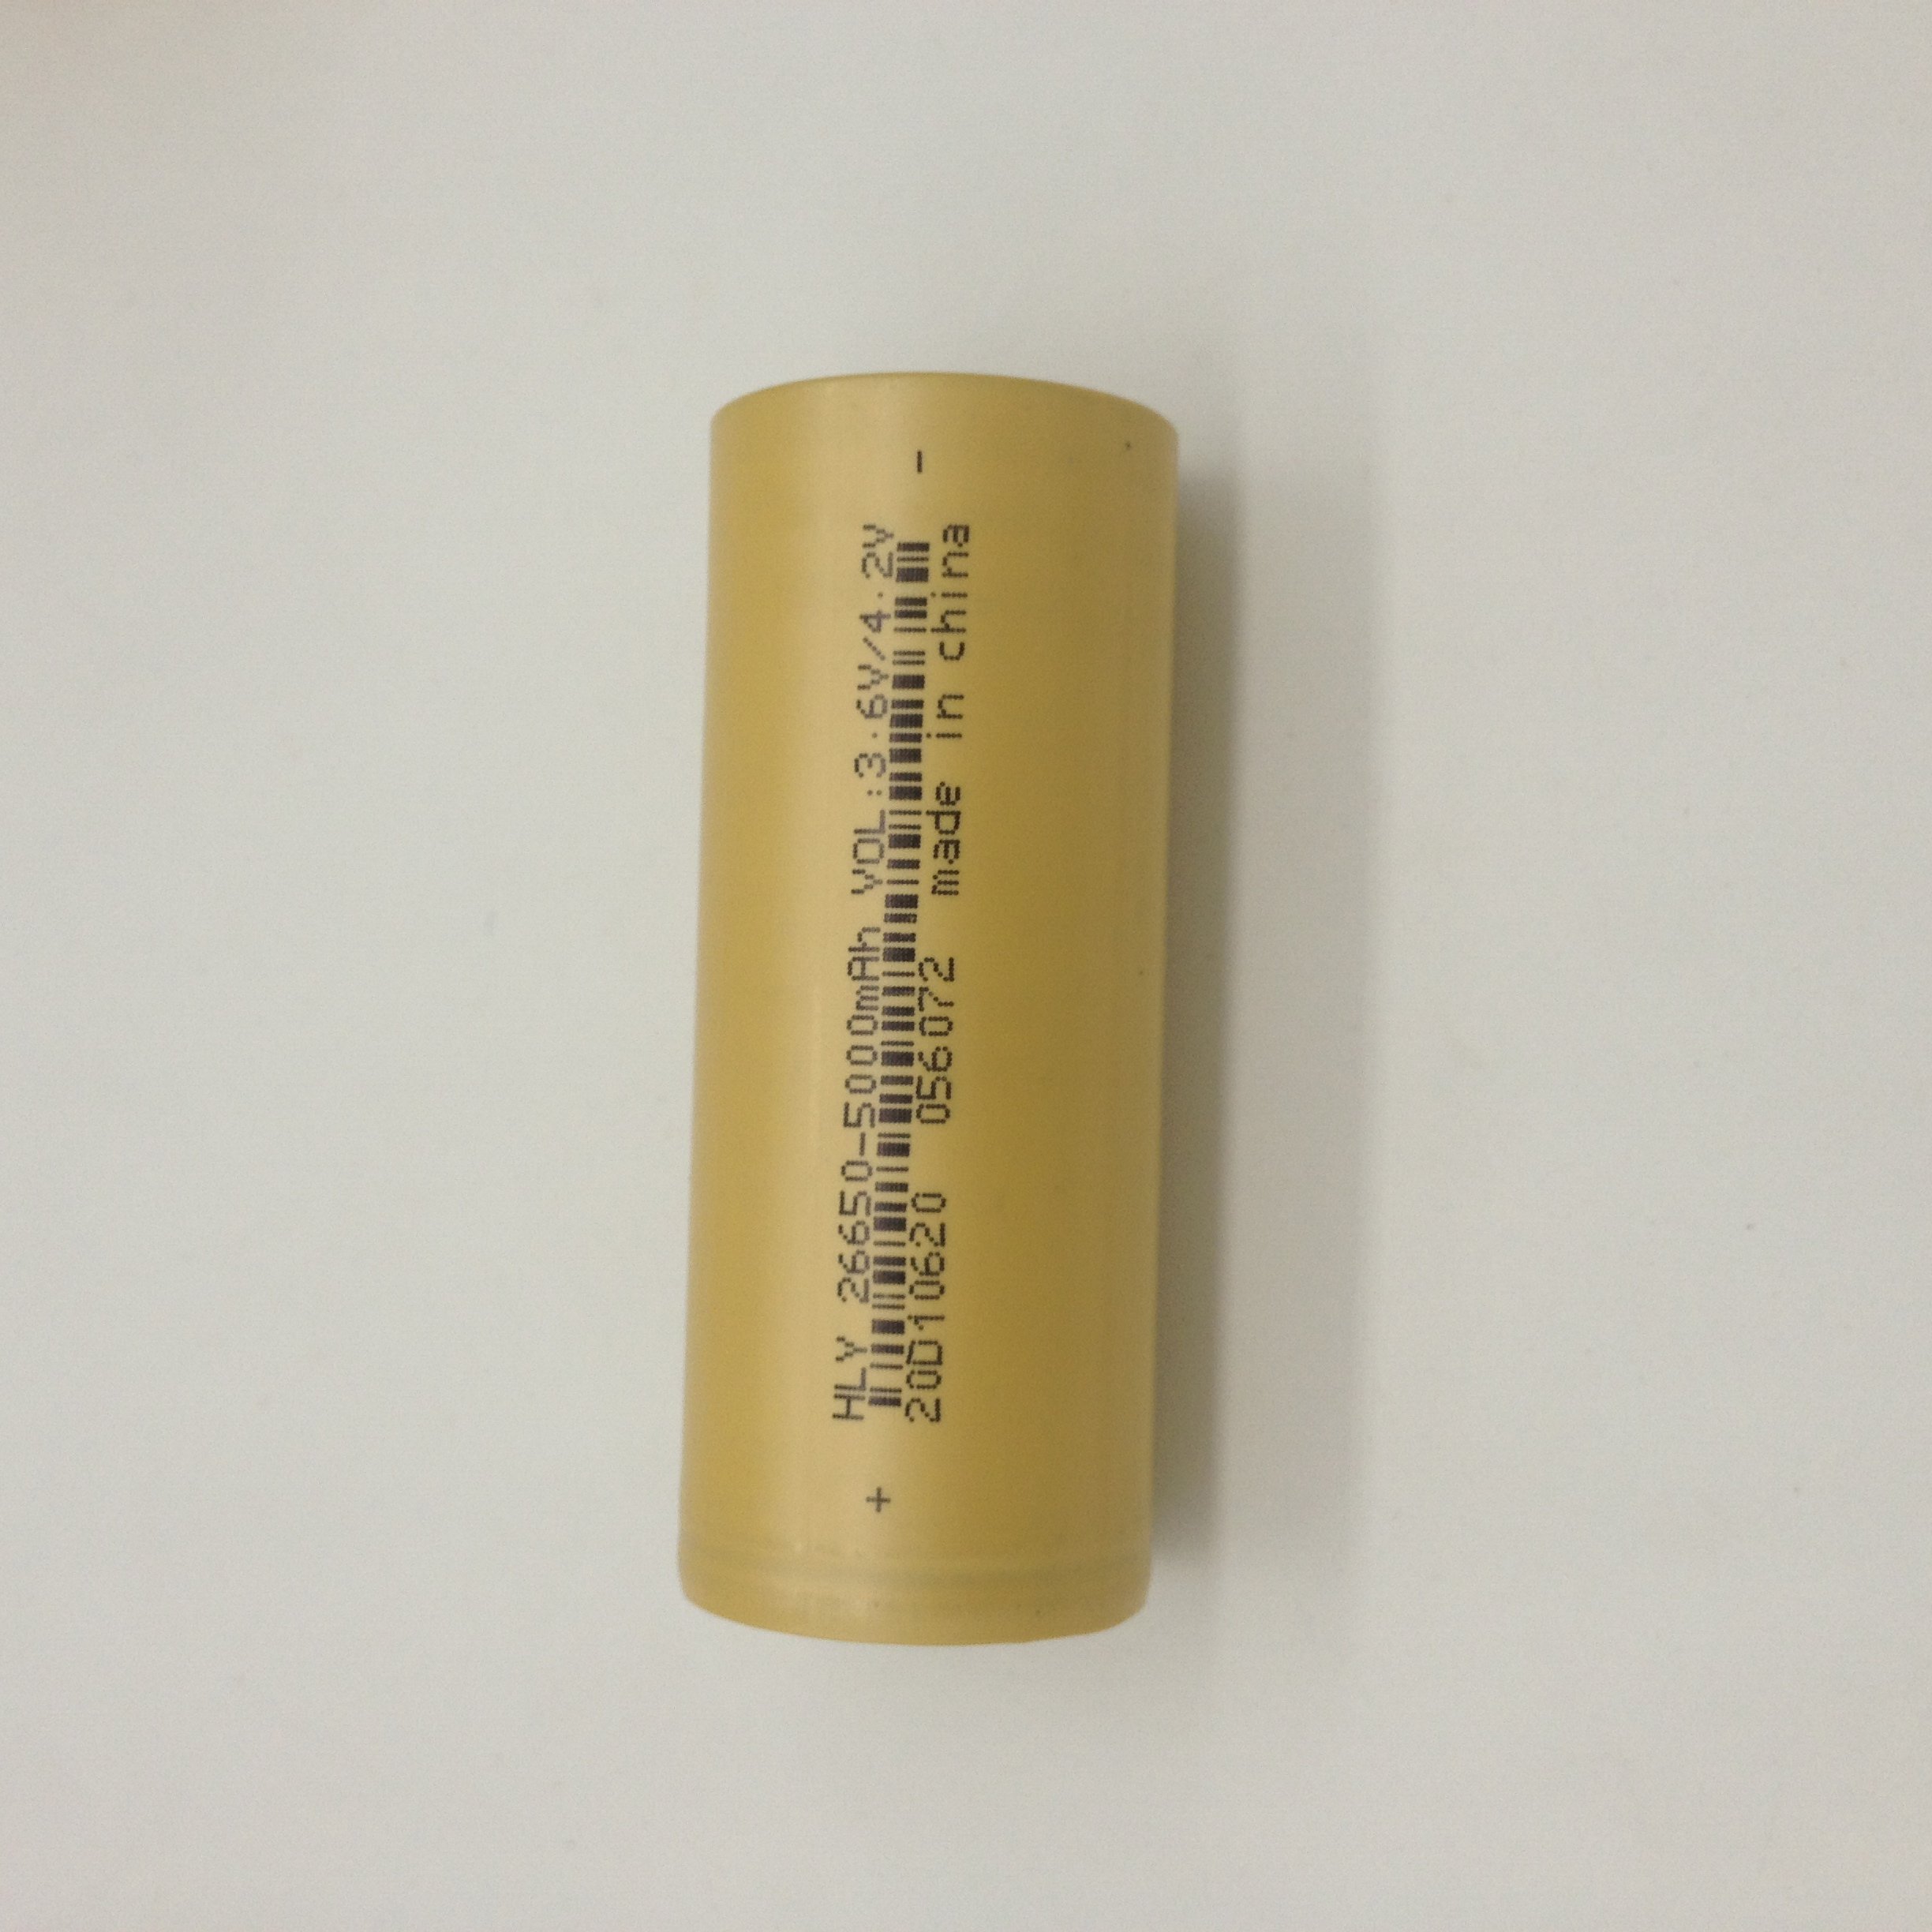 -
HLY 26650-5000mAh VOL:3.6V/4.2V
20D10620 056072 made in china
+